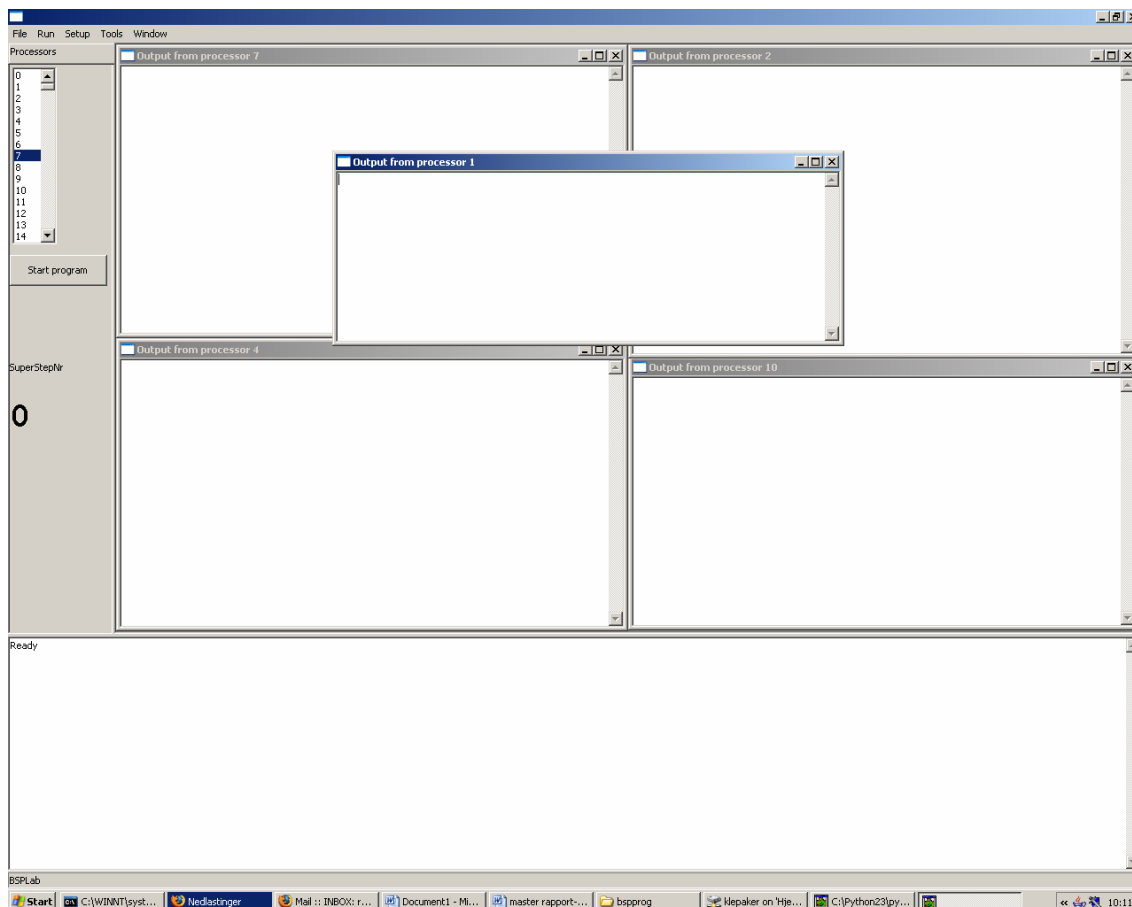 File Run Setup Tools Window
Processors
0
1
2
3
4
5
6
7
8
9
10
11
12
13
14
Start program
SuperStepNr
0
Output from processor 7
Output from processor 2
Output from processor 1
Output from processor 4
Output from processor 10
Ready
BSPLab
Start C:\WINNT\syst... Nedlastinger Mail :: INBOX: r... Document1 - Mi... master rapport-... bspprog klepaker on 'Hje... C:\Python23\py... « 10:11